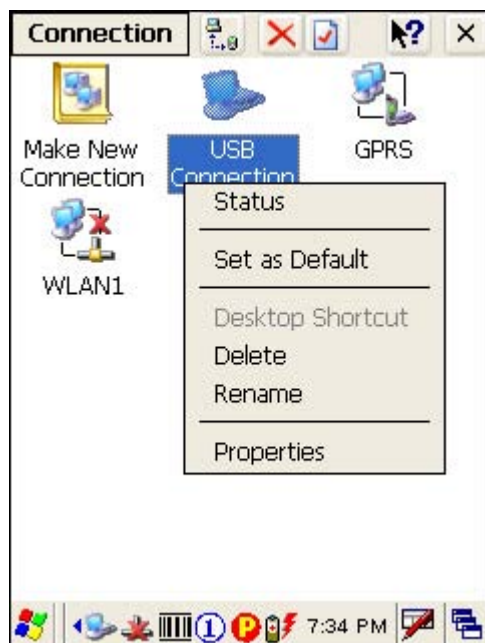 Connection
?
Make New
Connection
USB
Connection
GPRS
WLAN1
Status
Set as Default
Desktop Shortcut
Delete
Rename
Properties
1
P
7:34 PM